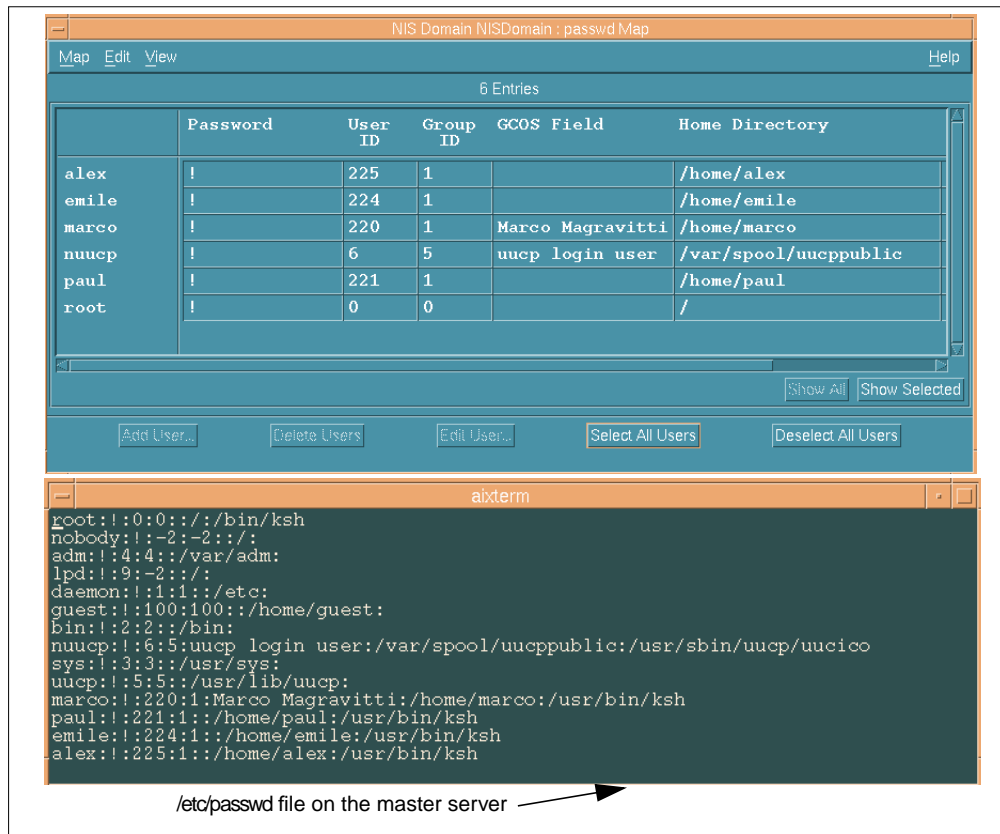 NIS Domain NISDomain : passwd Map
Map Edit View Help
6 Entries
Password User ID Group ID GCOS Field Home Directory
alex ! 225 1 /home/alex
emile ! 224 1 /home/emile
marco ! 220 1 Marco Magravitti /home/marco
nuucp ! 6 5 uucp login user /var/spool/uucppublic
paul ! 221 1 /home/paul
root ! 0 0 /
Show All Show Selected
Add User... Delete Users Edit User... Select All Users Deselect All Users
aixterm
root:!:0:0::/:/bin/ksh
nobody:!:-2:-2::/:
adm:!:4:4::/var/adm:
lpd:!:9:-2::/:
daemon:!:1:1::/etc:
guest:!:100:100::/home/guest:
bin:!:2:2::/bin:
nuucp:!:6:5:uucp login user:/var/spool/uucppublic:/usr/sbin/uucp/uucico
sys:!:3:3::/usr/sys:
uucp:!:5:5::/usr/lib/uucp:
marco:!:220:1:Marco Magravitti:/home/marco:/usr/bin/ksh
paul:!:221:1::/home/paul:/usr/bin/ksh
emile:!:224:1::/home/emile:/usr/bin/ksh
alex:!:225:1::/home/alex:/usr/bin/ksh
/etc/passwd file on the master server